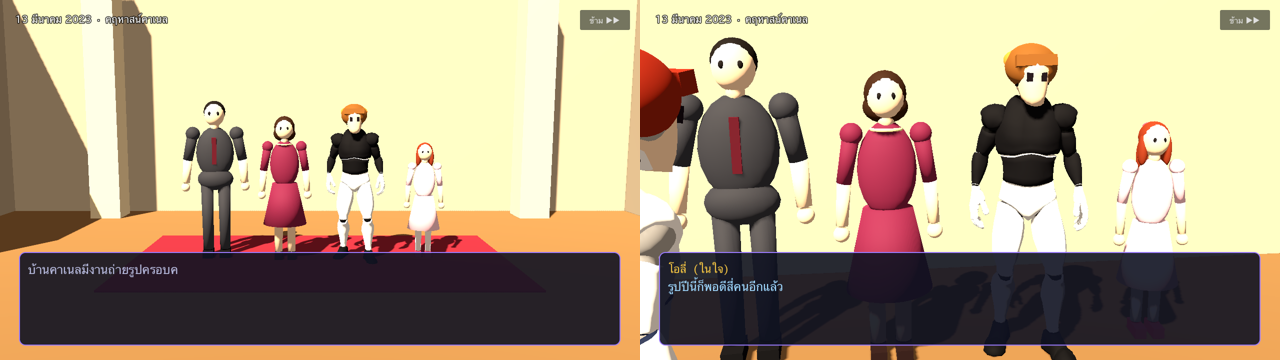 13 มีนาคม 2023 · คฤหาสน์คาเนล
ข้าม ▶▶
บ้านคาเนลมีงานถ่ายรูปครอบค
13 มีนาคม 2023 · คฤหาสน์คาเนล
ข้าม ▶▶
โอลี่ (ในใจ)
รูปปีนี้ก็พอดีสี่คนอีกแล้ว